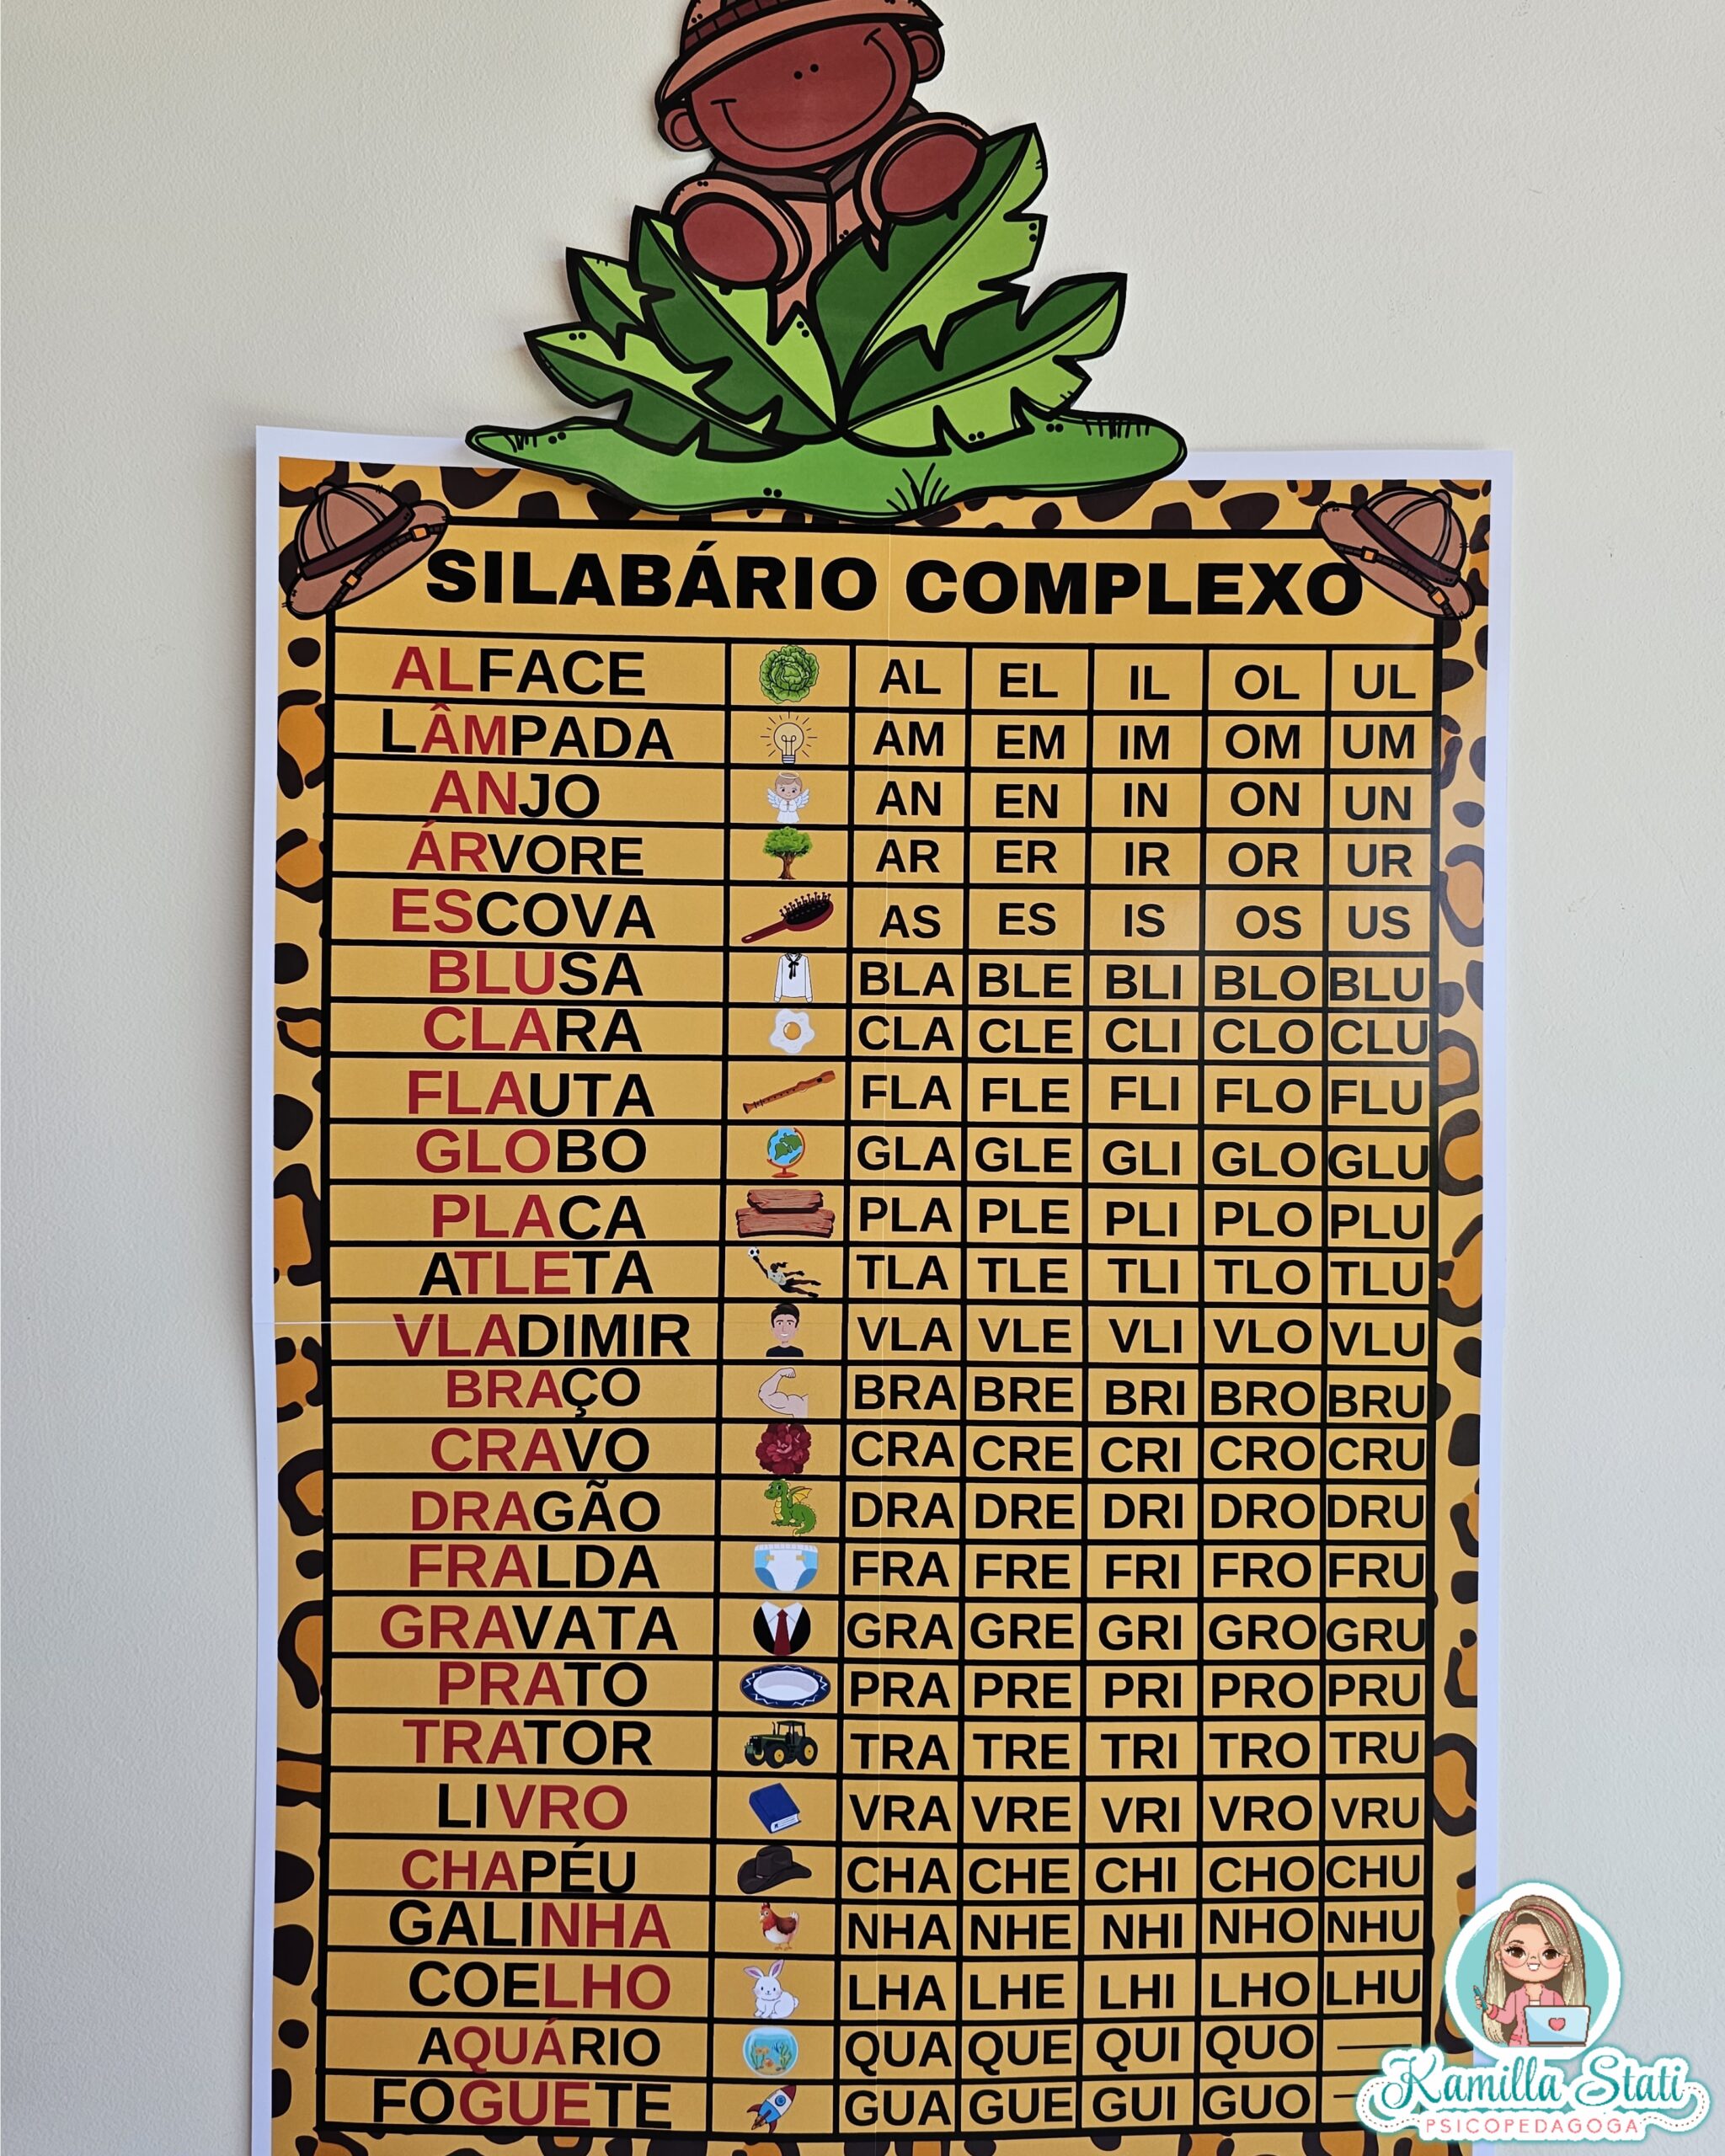 SILABÁRIO COMPLEXO
ALFACE AL EL IL OL UL
LÂMPADA AM EM IM OM UM
ANJO AN EN IN ON UN
ÁRVORE AR ER IR OR UR
ESCOVA AS ES IS OS US
BLUSA BLA BLE BLI BLO BLU
CLARA CLA CLE CLI CLO CLU
FLAUTA FLA FLE FLI FLO FLU
GLOBO GLA GLE GLI GLO GLU
PLACA PLA PLE PLI PLO PLU
ATLETA TLA TLE TLI TLO TLU
VLADIMIR VLA VLE VLI VLO VLU
BRAÇO BRA BRE BRI BRO BRU
CRAVO CRA CRE CRI CRO CRU
DRAGÃO DRA DRE DRI DRO DRU
FRALDA FRA FRE FRI FRO FRU
GRAVATA GRA GRE GRI GRO GRU
PRATO PRA PRE PRI PRO PRU
TRATOR TRA TRE TRI TRO TRU
LIVRO VRA VRE VRI VRO VRU
CHAPÉU CHA CHE CHI CHO CHU
GALINHA NHA NHE NHI NHO NHU
COELHO LHA LHE LHI LHO LHU
AQUÁRIO QUA QUE QUI QUO —
FOGUETE GUA GUE GUI GUO —
Kamilla Stati
PSICOPEDAGOGA